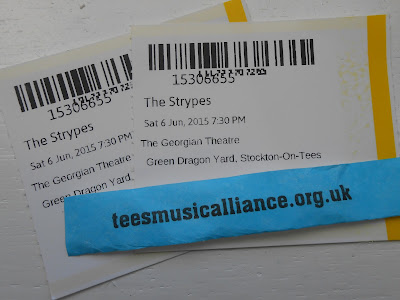 15306655
The Strypes
Sat 6 Jun, 2015 7:30 PM
The Georgian Theatre
Green Dragon Yard,
15306655
The Strypes
Sat 6 Jun, 2015 7:30 PM
The Georgian Theatre
Green Dragon Yard, Stockton-On-Tees
teesmusicalliance.org.uk